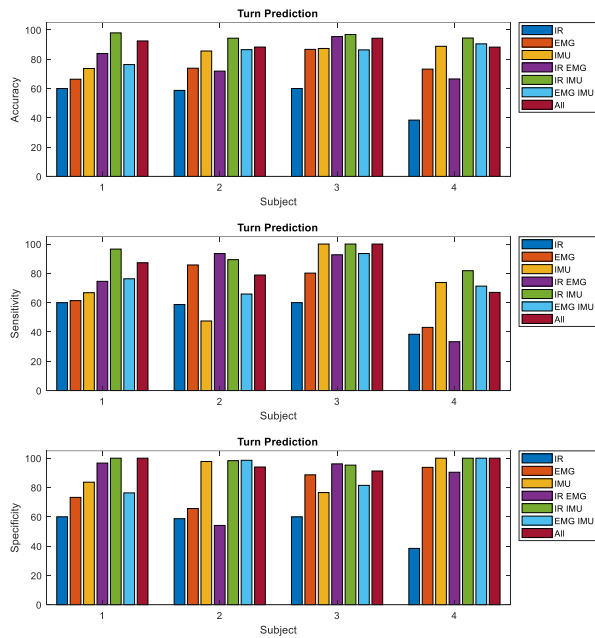 Turn Prediction
100
80
60
40
20
0
Accuracy
1 2 3 4
Subject
IR
EMG
IMU
IR EMG
IR IMU
EMG IMU
All
Turn Prediction
100
80
60
40
20
0
Sensitivity
1 2 3 4
Subject
IR
EMG
IMU
IR EMG
IR IMU
EMG IMU
All
Turn Prediction
100
80
60
40
20
0
Specificity
1 2 3 4
Subject
IR
EMG
IMU
IR EMG
IR IMU
EMG IMU
All